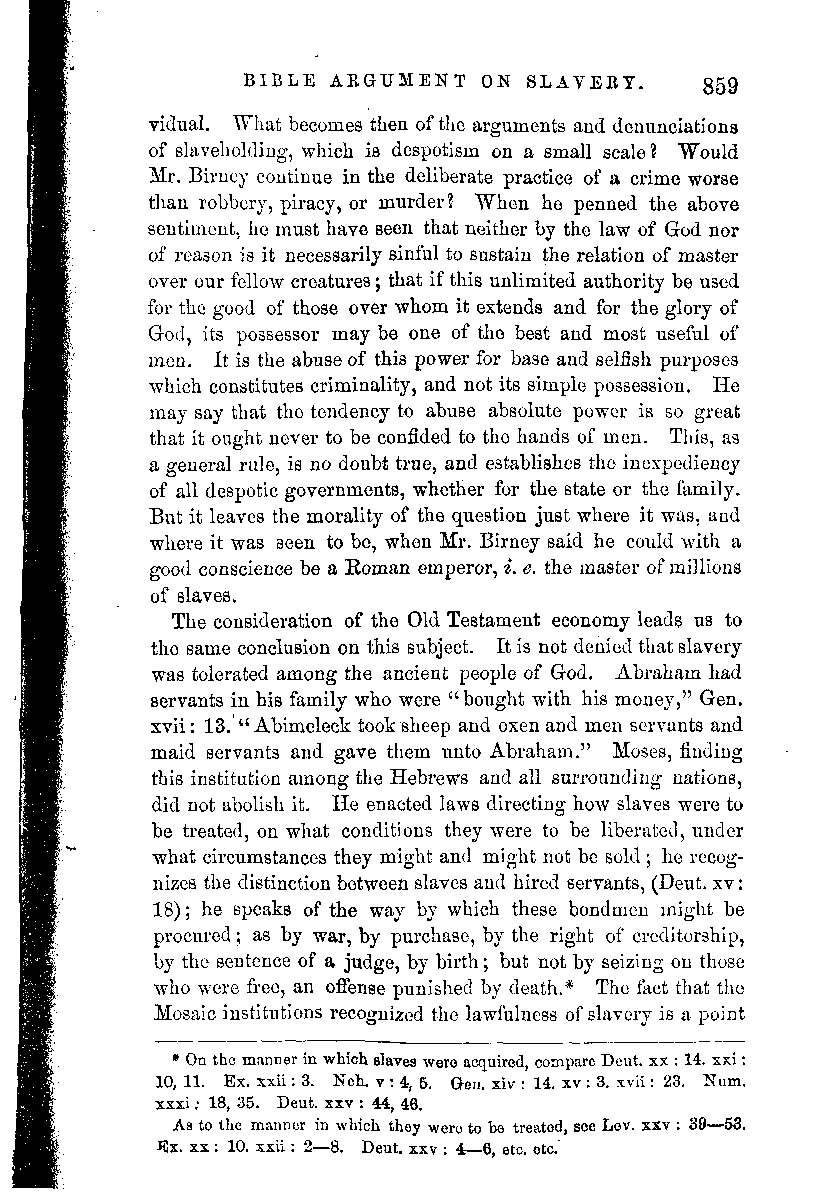 BIBLE ARGUMENT ON SLAVERY. 859
vidual. What becomes then of the arguments and denunciations
of slaveholding, which is despotism on a small scale? Would
Mr. Birney continue in the deliberate practice of a crime worse
than robbery, piracy, or murder? When he penned the above
sentiment, he must have seen that neither by the law of God nor
of reason is it necessarily sinful to sustain the relation of master
over our fellow creatures; that if this unlimited authority be used
for the good of those over whom it extends and for the glory of
God, its possessor may be one of the best and most useful of
men. It is the abuse of this power for base and selfish purposes
which constitutes criminality, and not its simple possession. He
may say that the tendency to abuse absolute power is so great
that it ought never to be confided to the hands of men. This, as
a general rule, is no doubt true, and establishes the inexpediency
of all despotic governments, whether for the state or the family.
But it leaves the morality of the question just where it was, and
where it was seen to be, when Mr. Birney said he could with a
good conscience be a Roman emperor, i. e. the master of millions
of slaves.
The consideration of the Old Testament economy leads us to
the same conclusion on this subject. It is not denied that slavery
was tolerated among the ancient people of God. Abraham had
servants in his family who were "bought with his money," Gen.
xvii: 13. "Abimeleck took sheep and oxen and men servants and
maid servants and gave them unto Abraham." Moses, finding
this institution among the Hebrews and all surrounding nations,
did not abolish it. He enacted laws directing how slaves were to
be treated, on what conditions they were to be liberated, under
what circumstances they might and might not be sold; he recog-
nizes the distinction between slaves and hired servants, (Deut. xv:
18); he speaks of the way by which these bondmen might be
procured; as by war, by purchase, by the right of creditorship,
by the sentence of a judge, by birth; but not by seizing on those
who were free, an offense punished by death.* The fact that the
Mosaic institutions recognized the lawfulness of slavery is a point
* On the manner in which slaves were acquired, compare Deut. xx: 14. xxi:
10, 11. Ex. xxii: 3. Neh. v: 4, 5. Gen. xiv: 14. xv: 3. xvii: 23. Num.
xxxi: 18, 35. Deut. xxv: 44, 46.
As to the manner in which they were to be treated, see Lev. xxv: 39—53.
Ex. xx: 10. xxii: 2—8. Deut. xxv: 4—6, etc. etc.